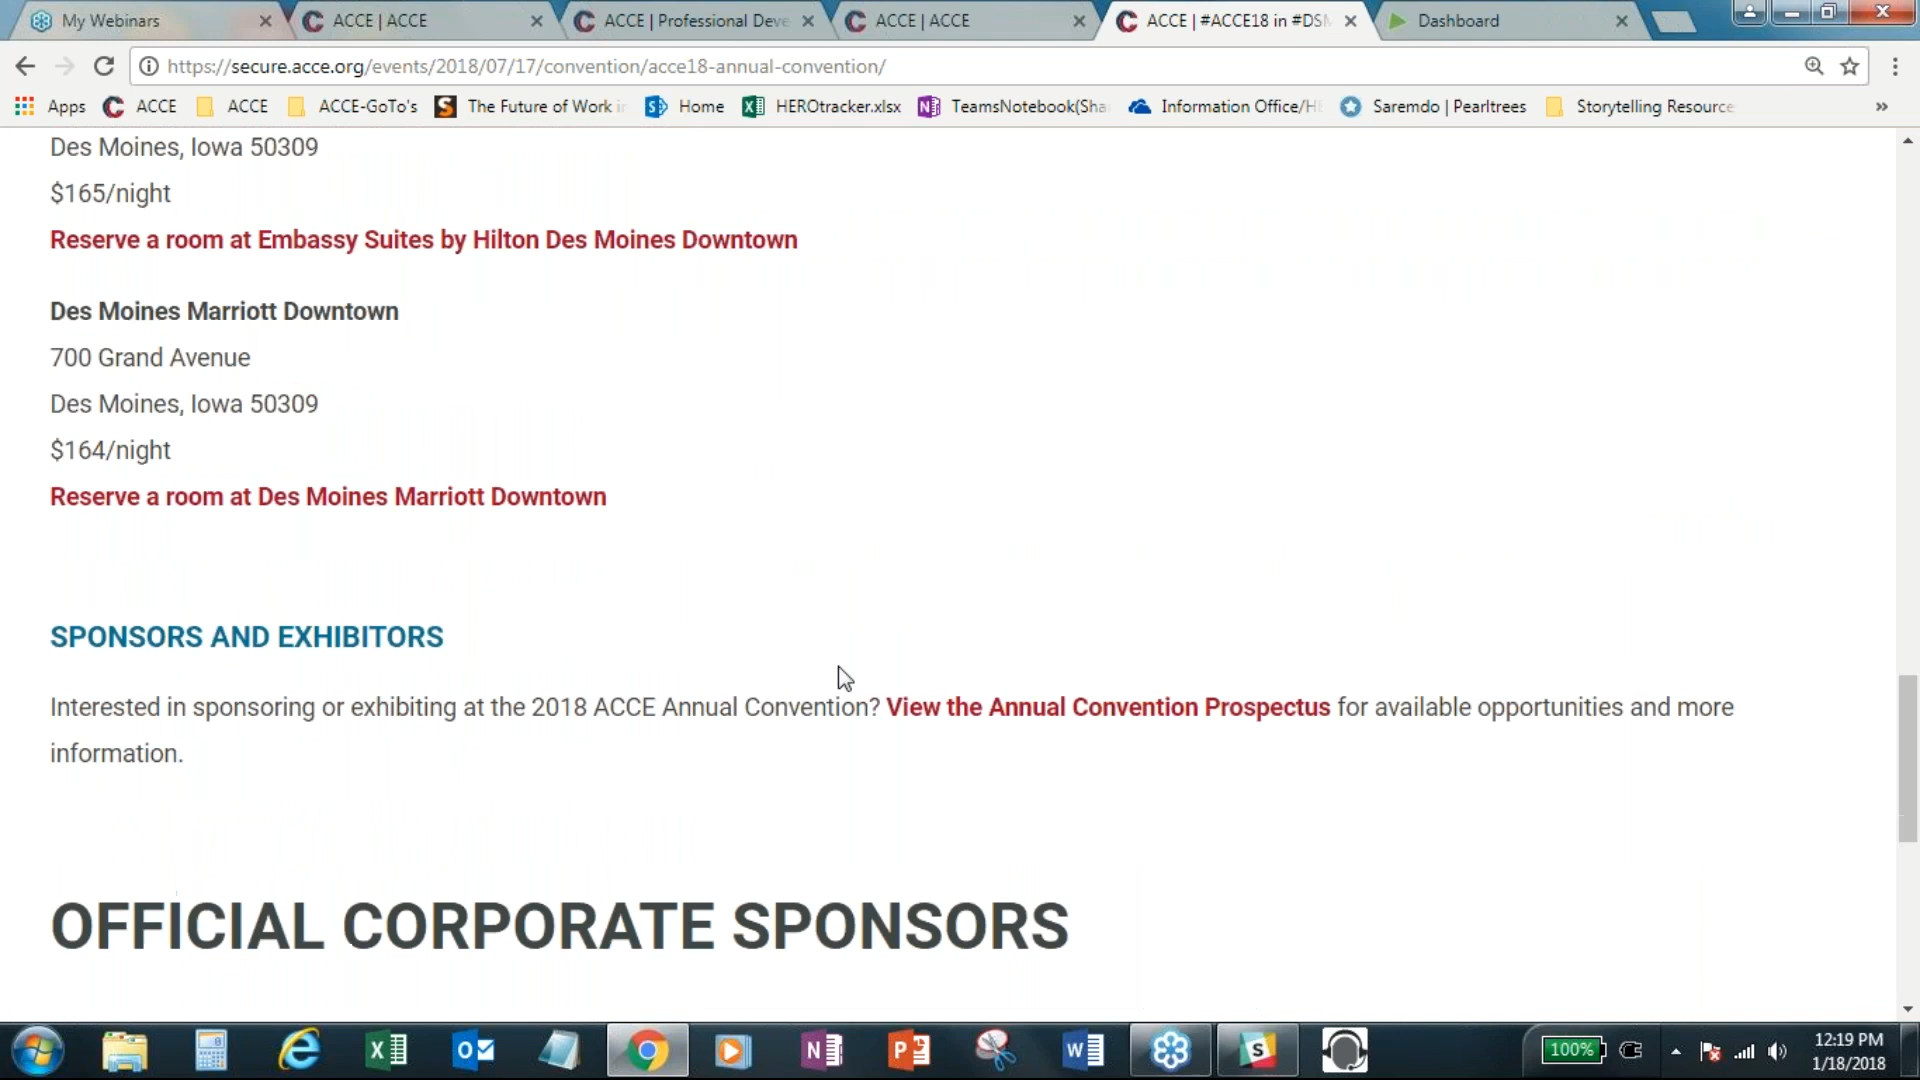 My Webinars
ACCE | ACCE
ACCE | Professional Deve
ACCE | ACCE
ACCE | #ACCE18 in #DSM
Dashboard
https://secure.acce.org/events/2018/07/17/convention/acce18-annual-convention/
Apps
ACCE
ACCE
ACCE-GoTo's
The Future of Work in
Home
HEROtracker.xlsx
TeamsNotebook(Sha
Information Office/HE
Saremdo | Pearltrees
Storytelling Resource
Des Moines, Iowa 50309
$165/night
Reserve a room at Embassy Suites by Hilton Des Moines Downtown
Des Moines Marriott Downtown
700 Grand Avenue
Des Moines, Iowa 50309
$164/night
Reserve a room at Des Moines Marriott Downtown
SPONSORS AND EXHIBITORS
Interested in sponsoring or exhibiting at the 2018 ACCE Annual Convention? View the Annual Convention Prospectus for available opportunities and more
information.
OFFICIAL CORPORATE SPONSORS
100%
12:19 PM
1/18/2018